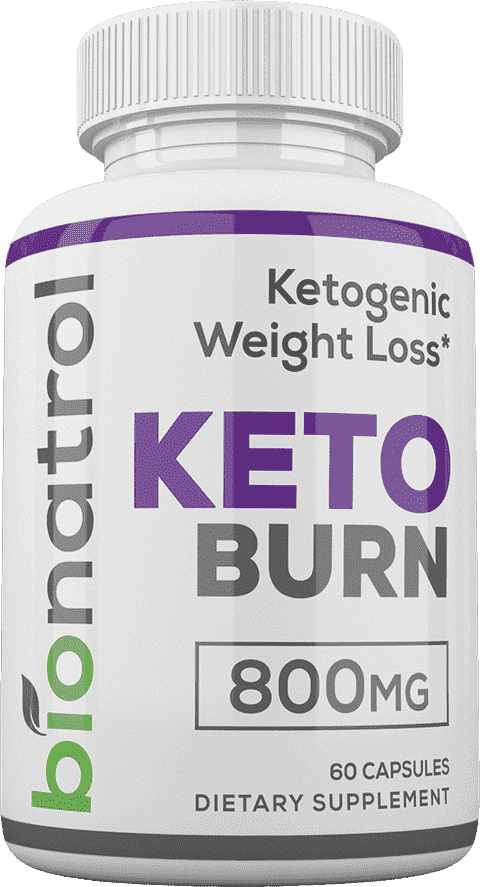 bionatrol
Ketogenic
Weight Loss*
KETO
BURN
800MG
60 CAPSULES
DIETARY SUPPLEMENT